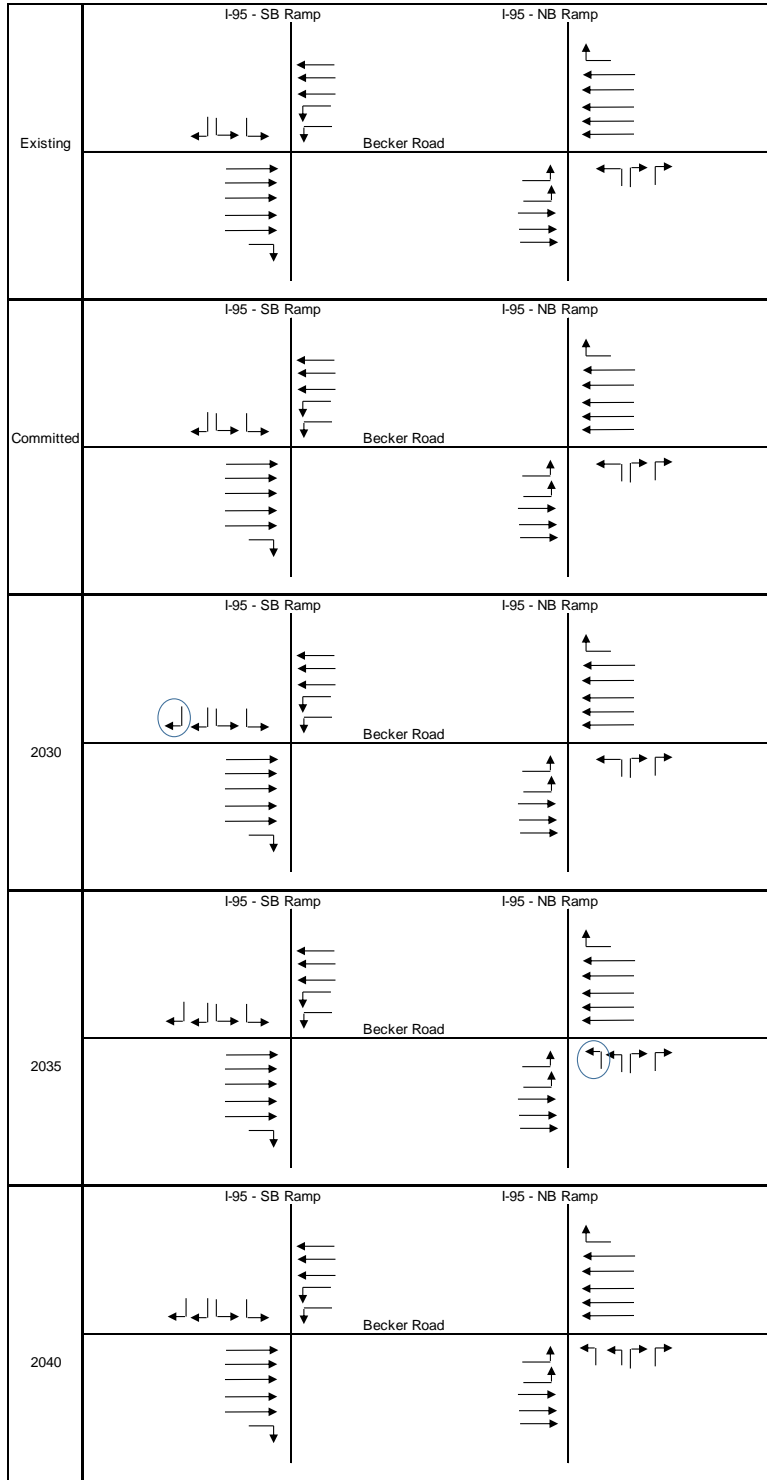 I-95 - SB Ramp I-95 - NB Ramp
Existing
Becker Road
I-95 - SB Ramp I-95 - NB Ramp
Committed
Becker Road
I-95 - SB Ramp I-95 - NB Ramp
Becker Road
2030
I-95 - SB Ramp I-95 - NB Ramp
Becker Road
2035
I-95 - SB Ramp I-95 - NB Ramp
Becker Road
2040